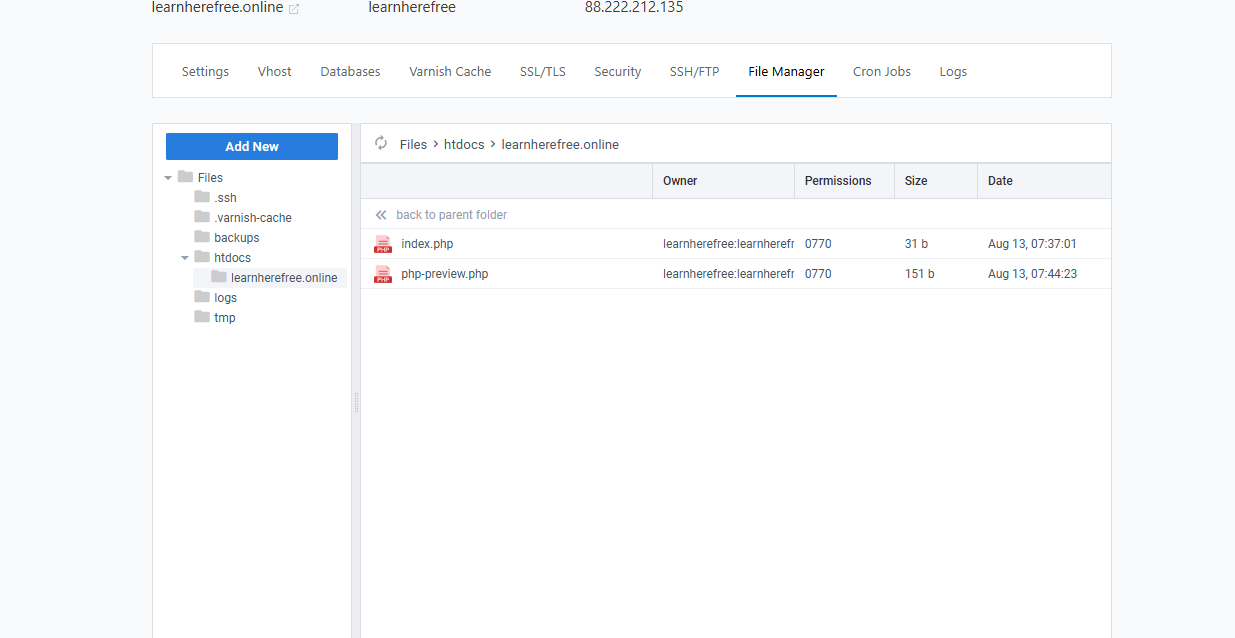 learnherefree.online learnherefree 88.222.212.135
Settings Vhost Databases Varnish Cache SSL/TLS Security SSH/FTP File Manager Cron Jobs Logs
Add New
Files
.ssh
.varnish-cache
backups
htdocs
learnherefree.online
logs
tmp
Files > htdocs > learnherefree.online
Owner Permissions Size Date
back to parent folder
PHP index.php learnherefree:learnherefr 0770 31 b Aug 13, 07:37:01
PHP php-preview.php learnherefree:learnherefr 0770 151 b Aug 13, 07:44:23